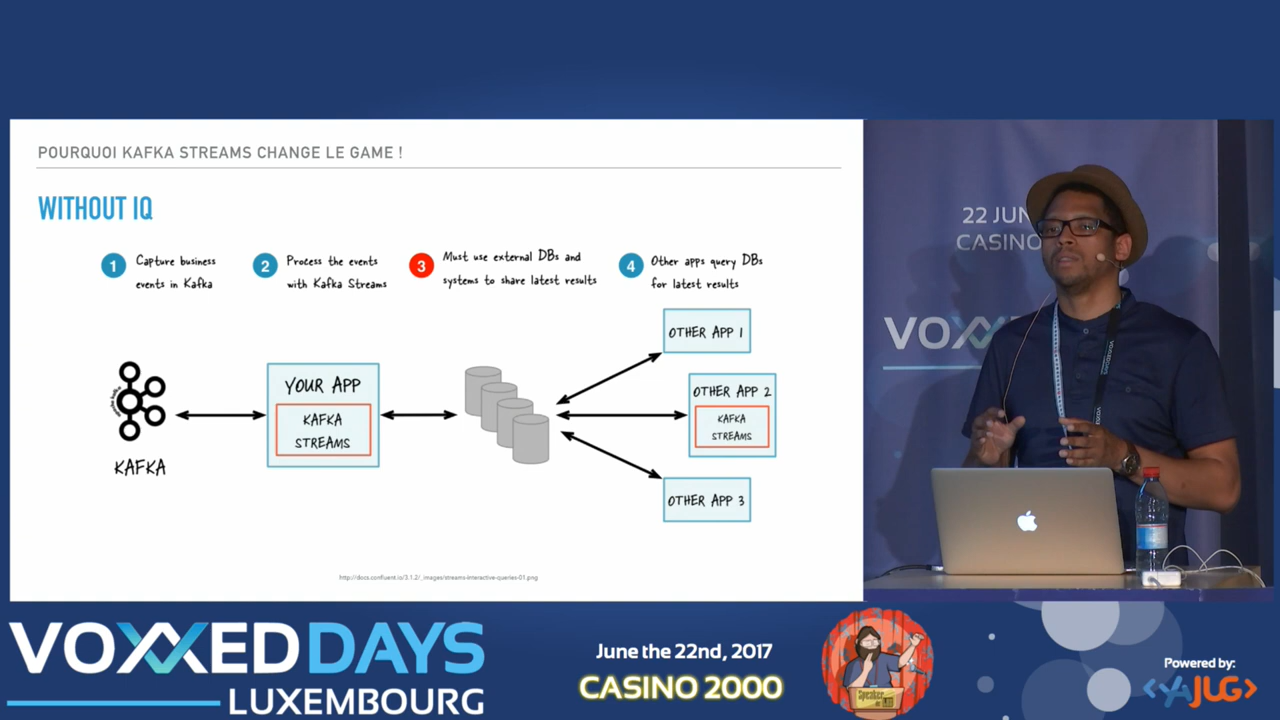 POURQUOI KAFKA STREAMS CHANGE LE GAME !
WITHOUT IQ
1 Capture business
events in Kafka
2 Process the events
with Kafka Streams
3 Must use external DBs and
systems to share latest results
4 Other apps query DBs
for latest results
KAFKA
YOUR APP
KAFKA
STREAMS
OTHER APP 1
OTHER APP 2
KAFKA
STREAMS
OTHER APP 3
http://docs.confluent.io/3.1.2/_images/streams-interactive-queries-01.png
22 JUN
CASINO
VOXXED
VOXXED DAYS
LUXEMBOURG
June the 22nd, 2017
CASINO 2000
Powered by:
<YAJUG>